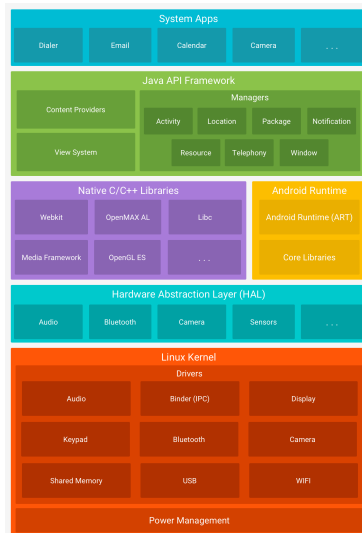 System Apps
Dialer Email Calendar Camera . . .
Java API Framework
Managers
Content Providers
Activity Location Package Notification
View System
Resource Telephony Window
Native C/C++ Libraries
Webkit OpenMAX AL Libc
Media Framework OpenGL ES . . .
Android Runtime
Android Runtime (ART)
Core Libraries
Hardware Abstraction Layer (HAL)
Audio Bluetooth Camera Sensors . . .
Linux Kernel
Drivers
Audio Binder (IPC) Display
Keypad Bluetooth Camera
Shared Memory USB WIFI
Power Management